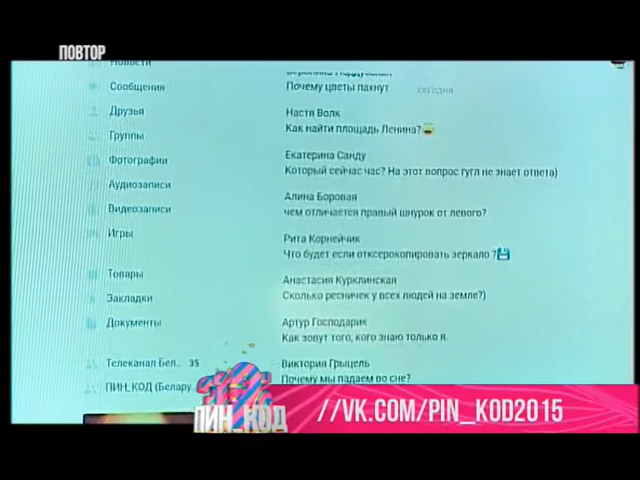 ПОВТОР
Новости
Сообщения
Почему цветы пахнут
сегодня
Друзья
Настя Волк
Как найти площадь Ленина?
Группы
Екатерина Санду
Фотографии
Который сейчас час? На этот вопрос гугл не знает ответа)
Аудиозаписи
Алина Боровая
Видеозаписи
чем отличается правый шнурок от левого?
Игры
Рита Корнейчик
Что будет если отксерокопировать зеркало ?
Товары
Анастасия Курклинская
Закладки
Сколько ресничек у всех людей на земле?)
Документы
Артур Господарик
Как зовут того, кого знаю только я.
Телеканал Бел... 35
Виктория Грыцель
ПИН_КОД (Белару...
Почему мы падаем во сне?
ПИН_КОД
//VK.COM/PIN_KOD2015